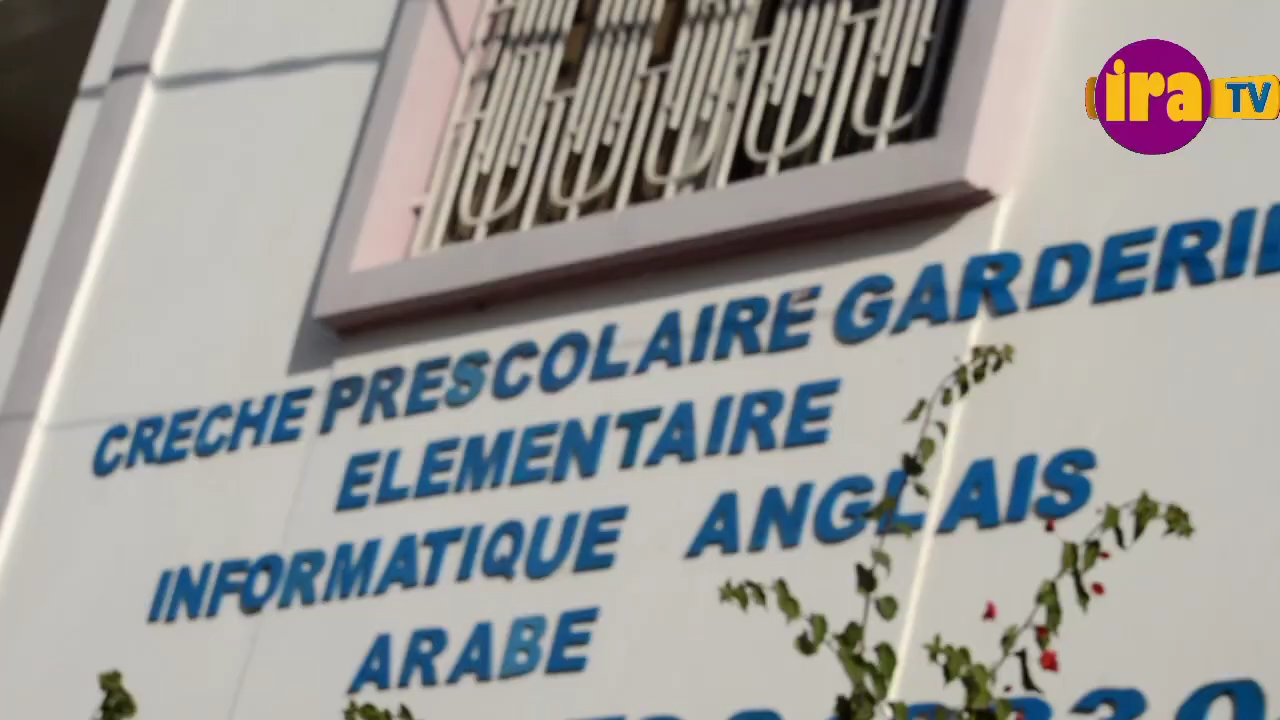 ira TV
CRECHE PRESCOLAIRE GARDERIE
ELEMENTAIRE
INFORMATIQUE ANGLAIS
ARABE